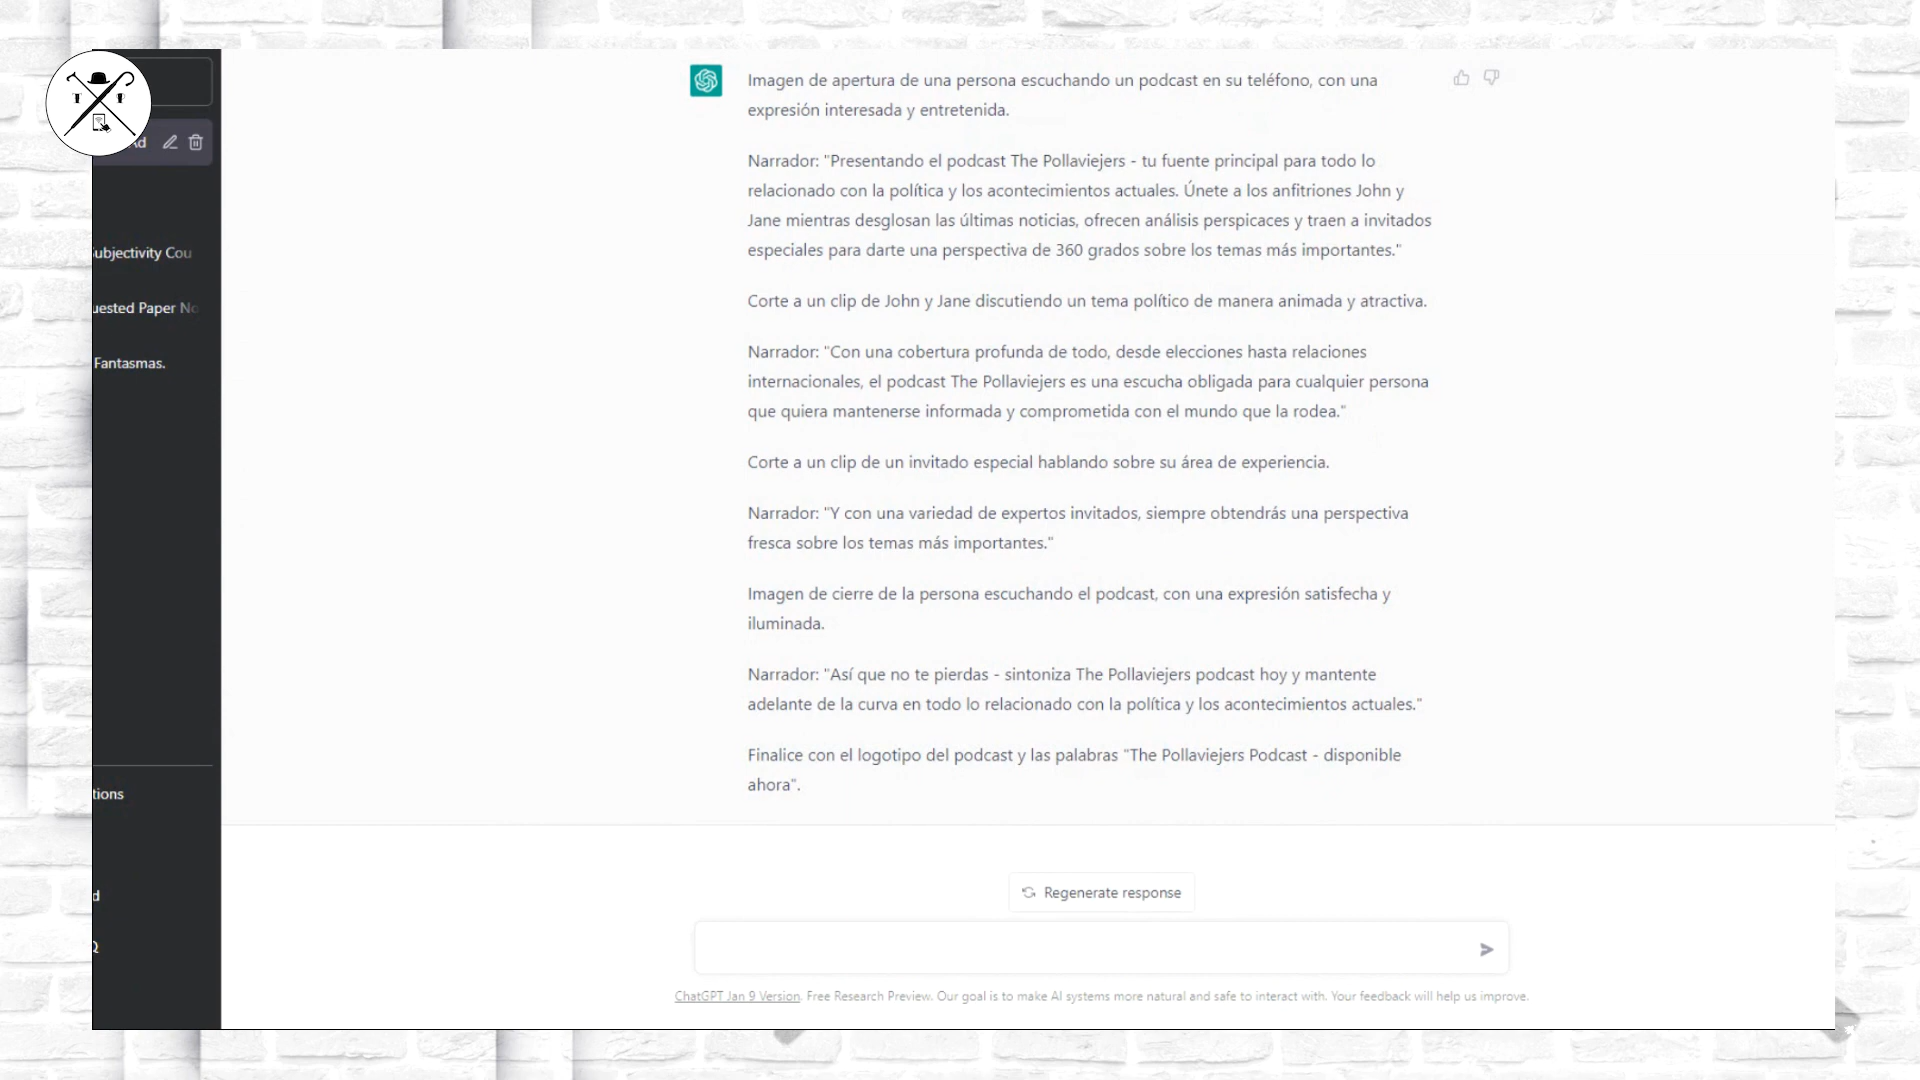 T P
Ad
ubjectivity Cou
uested Paper No
Fantasmas.
tions
d
Q
Imagen de apertura de una persona escuchando un podcast en su teléfono, con una
expresión interesada y entretenida.
Narrador: "Presentando el podcast The Pollaviejers - tu fuente principal para todo lo
relacionado con la política y los acontecimientos actuales. Únete a los anfitriones John y
Jane mientras desglosan las últimas noticias, ofrecen análisis perspicaces y traen a invitados
especiales para darte una perspectiva de 360 grados sobre los temas más importantes."
Corte a un clip de John y Jane discutiendo un tema político de manera animada y atractiva.
Narrador: "Con una cobertura profunda de todo, desde elecciones hasta relaciones
internacionales, el podcast The Pollaviejers es una escucha obligada para cualquier persona
que quiera mantenerse informada y comprometida con el mundo que la rodea."
Corte a un clip de un invitado especial hablando sobre su área de experiencia.
Narrador: "Y con una variedad de expertos invitados, siempre obtendrás una perspectiva
fresca sobre los temas más importantes."
Imagen de cierre de la persona escuchando el podcast, con una expresión satisfecha y
iluminada.
Narrador: "Así que no te pierdas - sintoniza The Pollaviejers podcast hoy y mantente
adelante de la curva en todo lo relacionado con la política y los acontecimientos actuales."
Finalice con el logotipo del podcast y las palabras "The Pollaviejers Podcast - disponible
ahora".
Regenerate response
ChatGPT Jan 9 Version. Free Research Preview. Our goal is to make AI systems more natural and safe to interact with. Your feedback will help us improve.